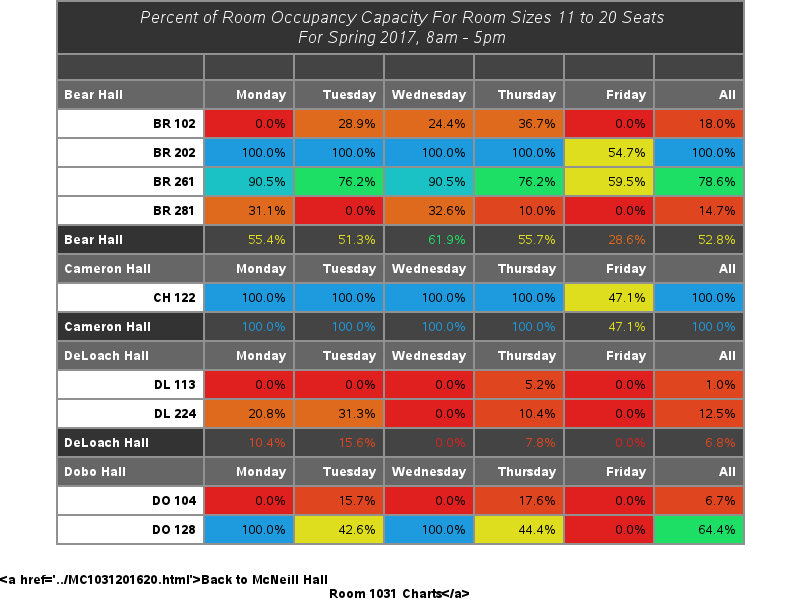 Percent of Room Occupancy Capacity For Room Sizes 11 to 20 Seats
For Spring 2017, 8am - 5pm
Bear Hall Monday Tuesday Wednesday Thursday Friday All
BR 102 0.0% 28.9% 24.4% 36.7% 0.0% 18.0%
BR 202 100.0% 100.0% 100.0% 100.0% 54.7% 100.0%
BR 261 90.5% 76.2% 90.5% 76.2% 59.5% 78.6%
BR 281 31.1% 0.0% 32.6% 10.0% 0.0% 14.7%
Bear Hall 55.4% 51.3% 61.9% 55.7% 28.6% 52.8%
Cameron Hall Monday Tuesday Wednesday Thursday Friday All
CH 122 100.0% 100.0% 100.0% 100.0% 47.1% 100.0%
Cameron Hall 100.0% 100.0% 100.0% 100.0% 47.1% 100.0%
DeLoach Hall Monday Tuesday Wednesday Thursday Friday All
DL 113 0.0% 0.0% 0.0% 5.2% 0.0% 1.0%
DL 224 20.8% 31.3% 0.0% 10.4% 0.0% 12.5%
DeLoach Hall 10.4% 15.6% 0.0% 7.8% 0.0% 6.8%
Dobo Hall Monday Tuesday Wednesday Thursday Friday All
DO 104 0.0% 15.7% 0.0% 17.6% 0.0% 6.7%
DO 128 100.0% 42.6% 100.0% 44.4% 0.0% 64.4%
<a href='../MC1031201620.html'>Back to McNeill Hall
Room 1031 Charts</a>